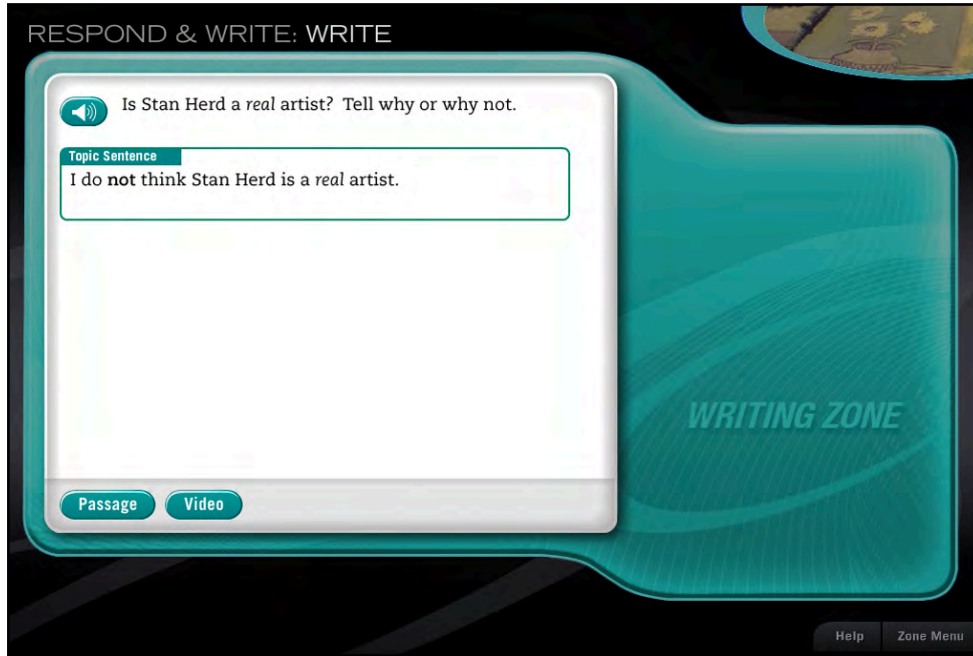 RESPOND & WRITE: WRITE
Is Stan Herd a real artist? Tell why or why not.
Topic Sentence
I do not think Stan Herd is a real artist.
WRITING ZONE
Passage
Video
Help
Zone Menu